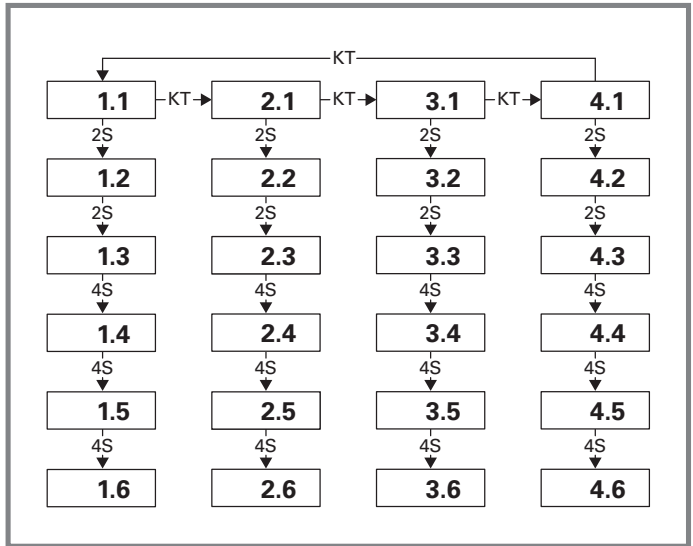 KT
1.1 KT 2.1 KT 3.1 KT 4.1
2S 2S 2S 2S
1.2 2.2 3.2 4.2
2S 2S 2S 2S
1.3 2.3 3.3 4.3
4S 4S 4S 4S
1.4 2.4 3.4 4.4
4S 4S 4S 4S
1.5 2.5 3.5 4.5
4S 4S 4S 4S
1.6 2.6 3.6 4.6